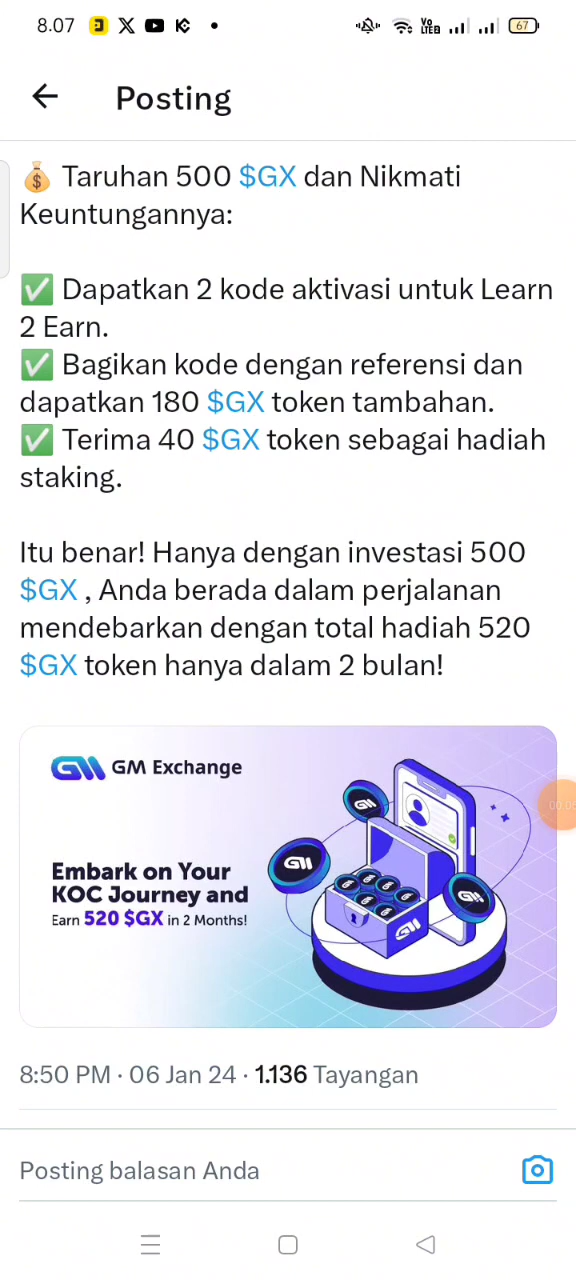 8.07
VoLTE2
67
Posting
💰 Taruhan 500 $GX dan Nikmati
Keuntungannya:
✅ Dapatkan 2 kode aktivasi untuk Learn
2 Earn.
✅ Bagikan kode dengan referensi dan
dapatkan 180 $GX token tambahan.
✅ Terima 40 $GX token sebagai hadiah
staking.
Itu benar! Hanya dengan investasi 500
$GX , Anda berada dalam perjalanan
mendebarkan dengan total hadiah 520
$GX token hanya dalam 2 bulan!
GM Exchange
Embark on Your
KOC Journey and
Earn 520 $GX in 2 Months!
8:50 PM · 06 Jan 24 · 1.136 Tayangan
Posting balasan Anda